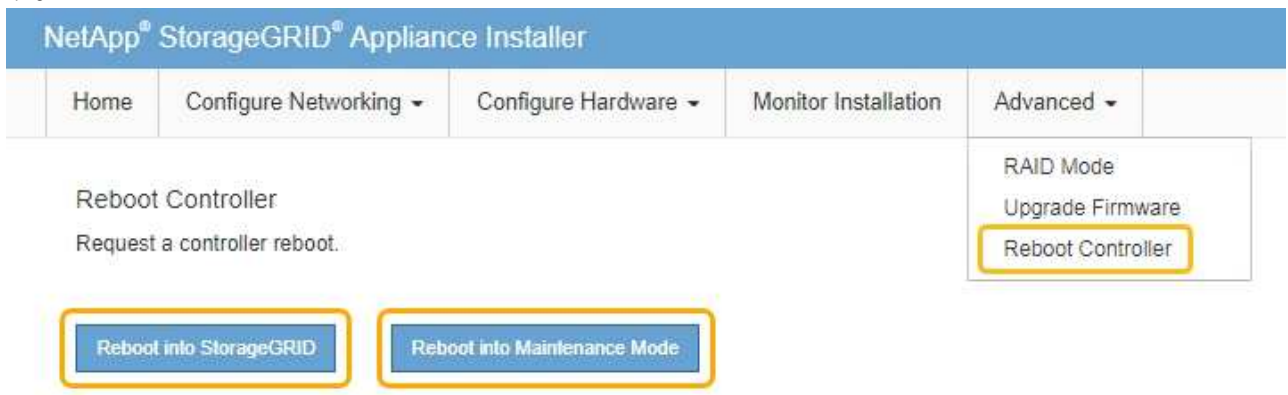 NetApp® StorageGRID® Appliance Installer
Home Configure Networking Configure Hardware Monitor Installation Advanced
RAID Mode
Upgrade Firmware
Reboot Controller
Reboot Controller
Request a controller reboot.
Reboot into StorageGRID Reboot into Maintenance Mode